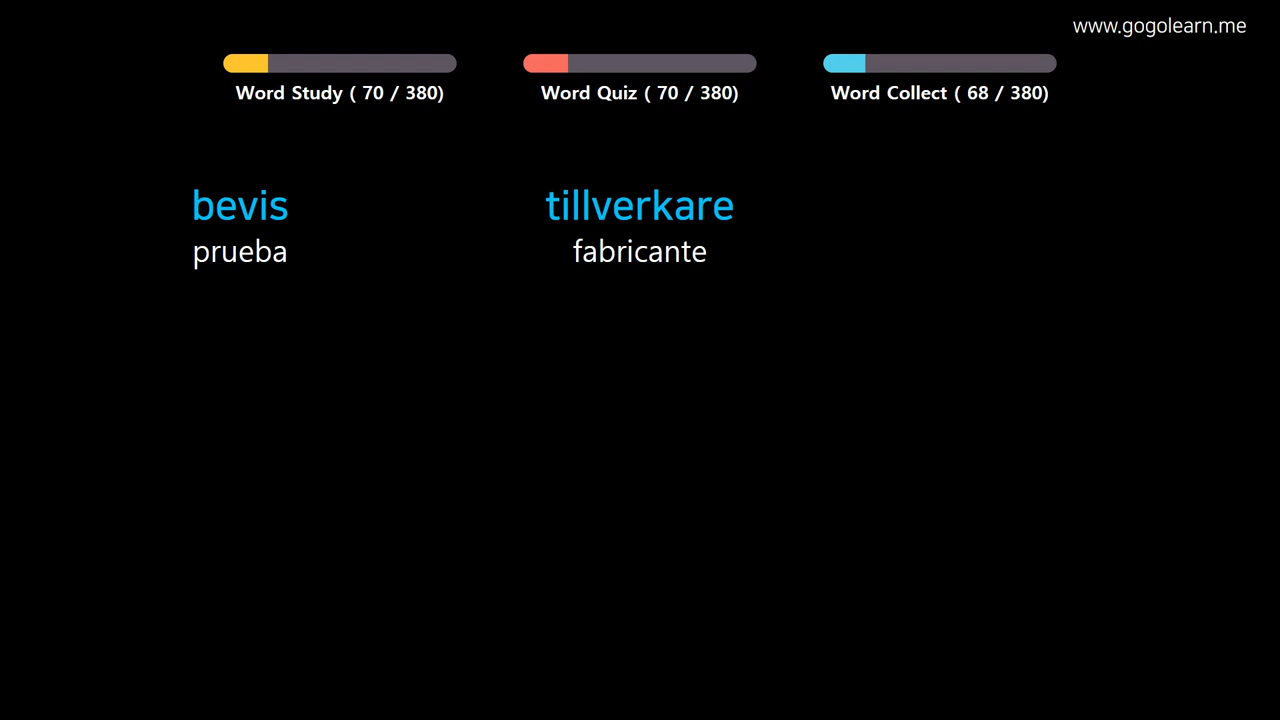 www.gogolearn.me
Word Study ( 70 / 380)
Word Quiz ( 70 / 380)
Word Collect ( 68 / 380)
bevis
prueba
tillverkare
fabricante